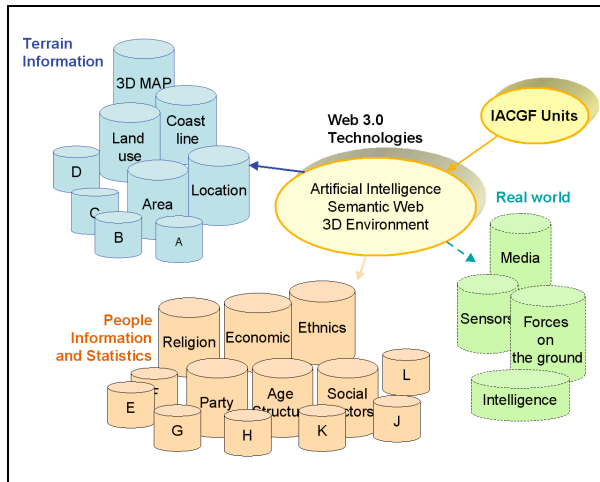 Terrain
Information
3D MAP
Coast
line
Land
use
D
Location
Area
C
B
A
Web 3.0
Technologies
IACGF Units
Artificial Intelligence
Semantic Web
3D Environment
Real world
Media
Sensors
Forces
on
the ground
Intelligence
People
Information
and Statistics
Religion
Economic
Ethnics
L
F
E
Party
Age
Structu
Social
ctors
J
G
H
K